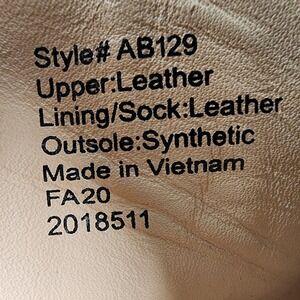 Style# AB129
Upper:Leather
Lining/Sock:Leather
Outsole:Synthetic
Made in Vietnam
FA20
2018511